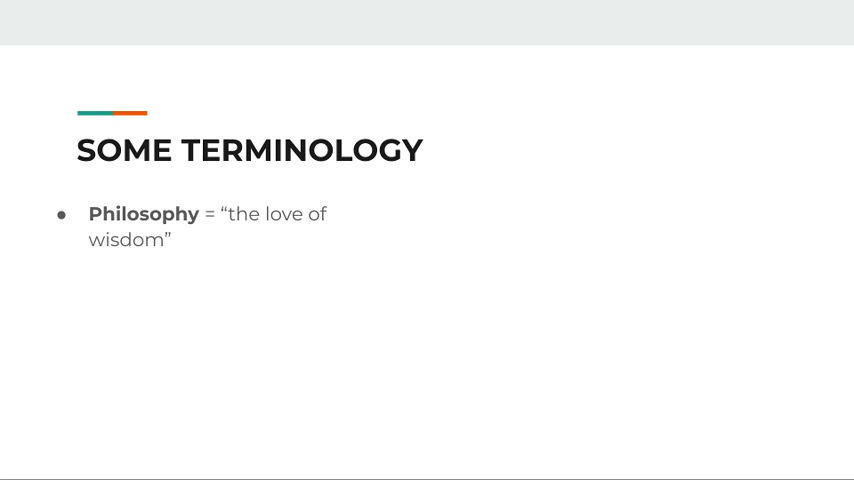 SOME TERMINOLOGY
● Philosophy = “the love of
wisdom”